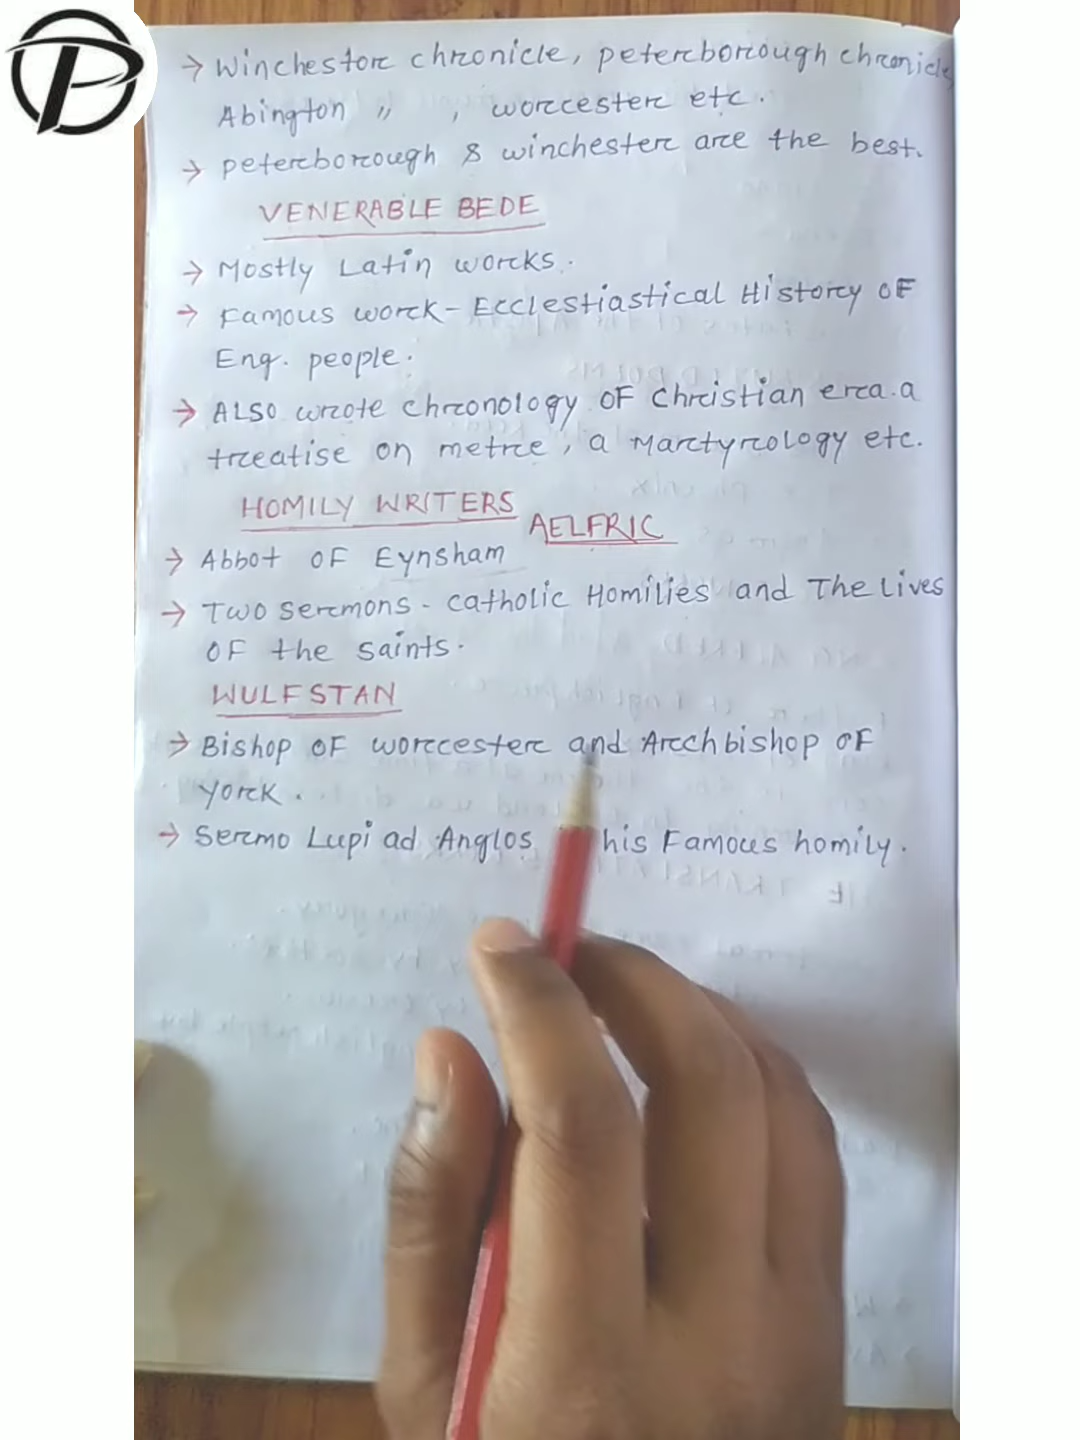 → Winchester chronicle, peterborough chronicle
Abington " , worcester etc.
→ peterborough & winchester are the best.
VENERABLE BEDE
→ Mostly Latin works.
→ Famous work - Ecclestiastical History of
Eng. people.
→ Also wrote chronology of christian era. a
treatise on metre, a Martyrology etc.
HOMILY WRITERS
AELFRIC
→ Abbot of Eynsham
→ Two sermons - catholic Homilies and The Lives
of the saints.
WULFSTAN
→ Bishop of worcester and Archbishop of
york.
→ Sermo Lupi ad Anglos his Famous homily.